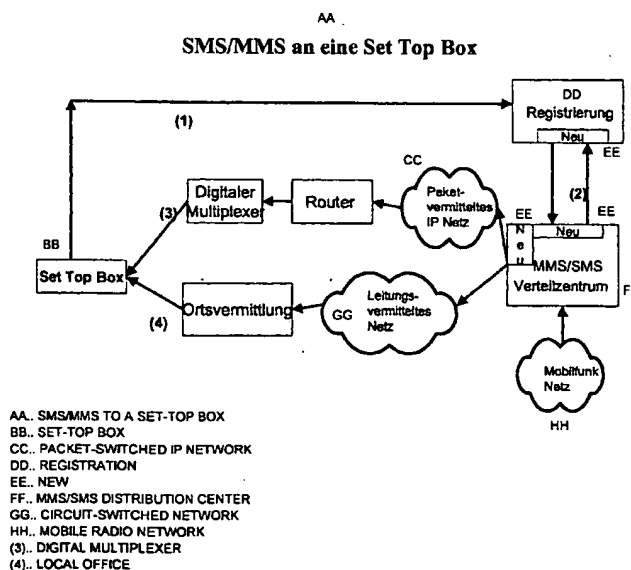 AA
SMS/MMS an eine Set Top Box
DD
Registrierung
Neu
EE
(1)
CC
(2)
Digitaler
Multiplexer
Router
Paket-
vermitteltes
IP Netz
EE
EE
Neu
Neu
(3)
BB
Set Top Box
MMS/SMS
Verteilzentrum
F
(4)
Ortsvermittlung
GG
Leitungs-
vermitteltes
Netz
Mobilfunk
Netz
HH
AA.. SMS/MMS TO A SET-TOP BOX
BB.. SET-TOP BOX
CC.. PACKET-SWITCHED IP NETWORK
DD.. REGISTRATION
EE.. NEW
FF.. MMS/SMS DISTRIBUTION CENTER
GG.. CIRCUIT-SWITCHED NETWORK
HH.. MOBILE RADIO NETWORK
(3).. DIGITAL MULTIPLEXER
(4).. LOCAL OFFICE